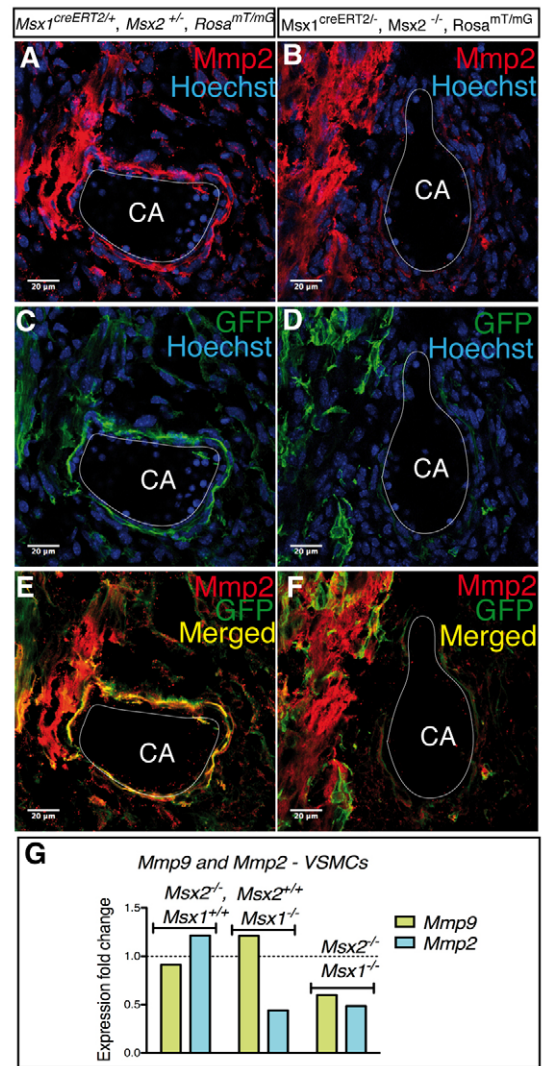 Msx1creERT2/+, Msx2 +/-, RosamT/mG
Msx1creERT2/-, Msx2 -/-, RosamT/mG
A
Mmp2
Hoechst
CA
20 µm
B
Mmp2
Hoechst
CA
20 µm
C
GFP
Hoechst
CA
20 µm
D
GFP
Hoechst
CA
20 µm
E
Mmp2
GFP
Merged
CA
20 µm
F
Mmp2
GFP
Merged
CA
20 µm
G
Mmp9 and Mmp2 - VSMCs
Msx2-/-, Msx2+/+
Msx1+/+ Msx1-/-
Msx2-/-
Msx1-/-
Mmp9
Mmp2
Expression fold change
1.5
1.0
0.5
0.0